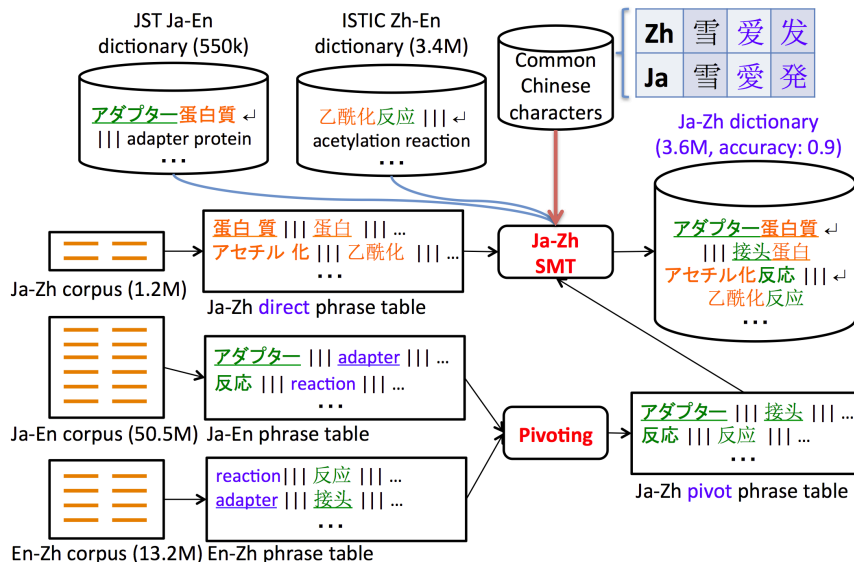 JST Ja-En
dictionary (550k)
アダプター蛋白質 ↵
||| adapter protein
...
ISTIC Zh-En
dictionary (3.4M)
乙酰化反应 ||| ↵
acetylation reaction
...
Common
Chinese
characters
Zh 雪 爱 发
Ja 雪 愛 発
Ja-Zh dictionary
(3.6M, accuracy: 0.9)
アダプター蛋白質 ↵
||| 接头蛋白
アセチル化反応 ||| ↵
乙酰化反应
...
Ja-Zh corpus (1.2M)
蛋白 質 ||| 蛋白 ||| ...
アセチル 化 ||| 乙酰化 ||| ...
...
Ja-Zh direct phrase table
Ja-Zh
SMT
Ja-En corpus (50.5M)
アダプター ||| adapter ||| ...
反応 ||| reaction ||| ...
...
Ja-En phrase table
Pivoting
アダプター ||| 接头 ||| ...
反応 ||| 反应 ||| ...
...
Ja-Zh pivot phrase table
En-Zh corpus (13.2M)
reaction||| 反应 ||| ...
adapter ||| 接头 ||| ...
...
En-Zh phrase table